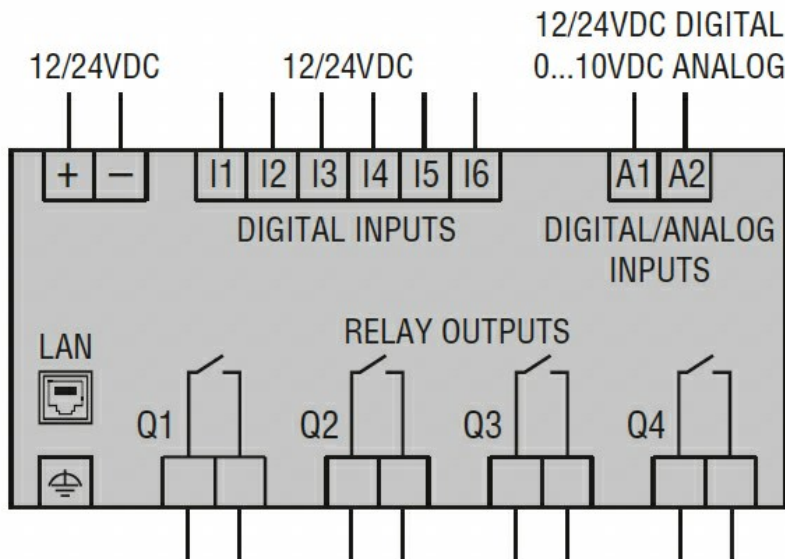 12/24VDC DIGITAL
12/24VDC 12/24VDC 0...10VDC ANALOG
+ − I1 I2 I3 I4 I5 I6 A1 A2
DIGITAL INPUTS DIGITAL/ANALOG
INPUTS
RELAY OUTPUTS
LAN
Q1 Q2 Q3 Q4